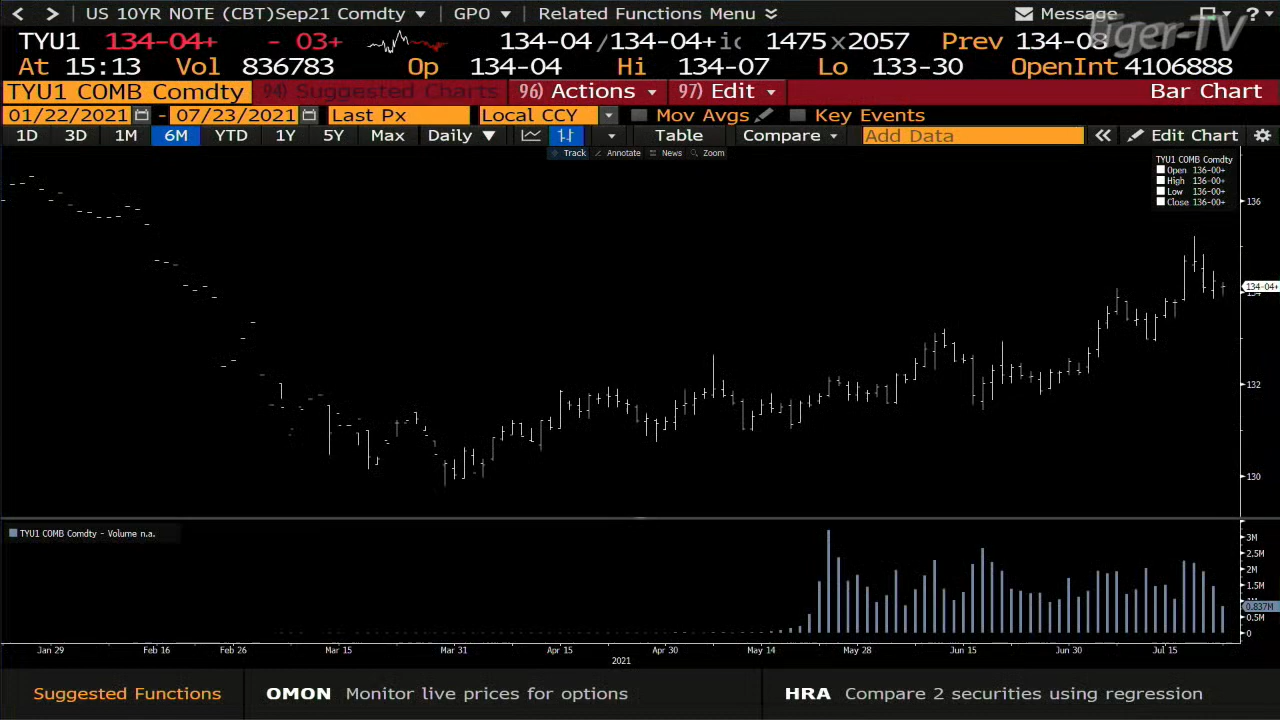 US 10YR NOTE (CBT)Sep21 Comdty GPO Related Functions Menu Message ?
TYU1 134-04+ - 03+ 134-04/134-04+ic 1475x2057 Prev 134-08 Tiger-TV
At 15:13 Vol 836783 Op 134-04 Hi 134-07 Lo 133-30 OpenInt 4106888
TYU1 COMB Comdty 94) Suggested Charts 96) Actions 97) Edit Bar Chart
01/22/2021 - 07/23/2021 Last Px Local CCY Mov Avgs Key Events
1D 3D 1M 6M YTD 1Y 5Y Max Daily Table Compare Add Data Edit Chart
Track Annotate News Zoom
TYU1 COMB Comdty
Open 136-00+
High 136-00+
Low 136-00+
Close 136-00+
136
134-04+
134
132
130
TYU1 COMB Comdty - Volume n.a.
3M
2.5M
2M
1.5M
0.837M
0.5M
0
Jan 29 Feb 16 Feb 26 Mar 15 Mar 31 Apr 15 Apr 30 May 14 May 28 Jun 15 Jun 30 Jul 15
2021
Suggested Functions OMON Monitor live prices for options HRA Compare 2 securities using regression